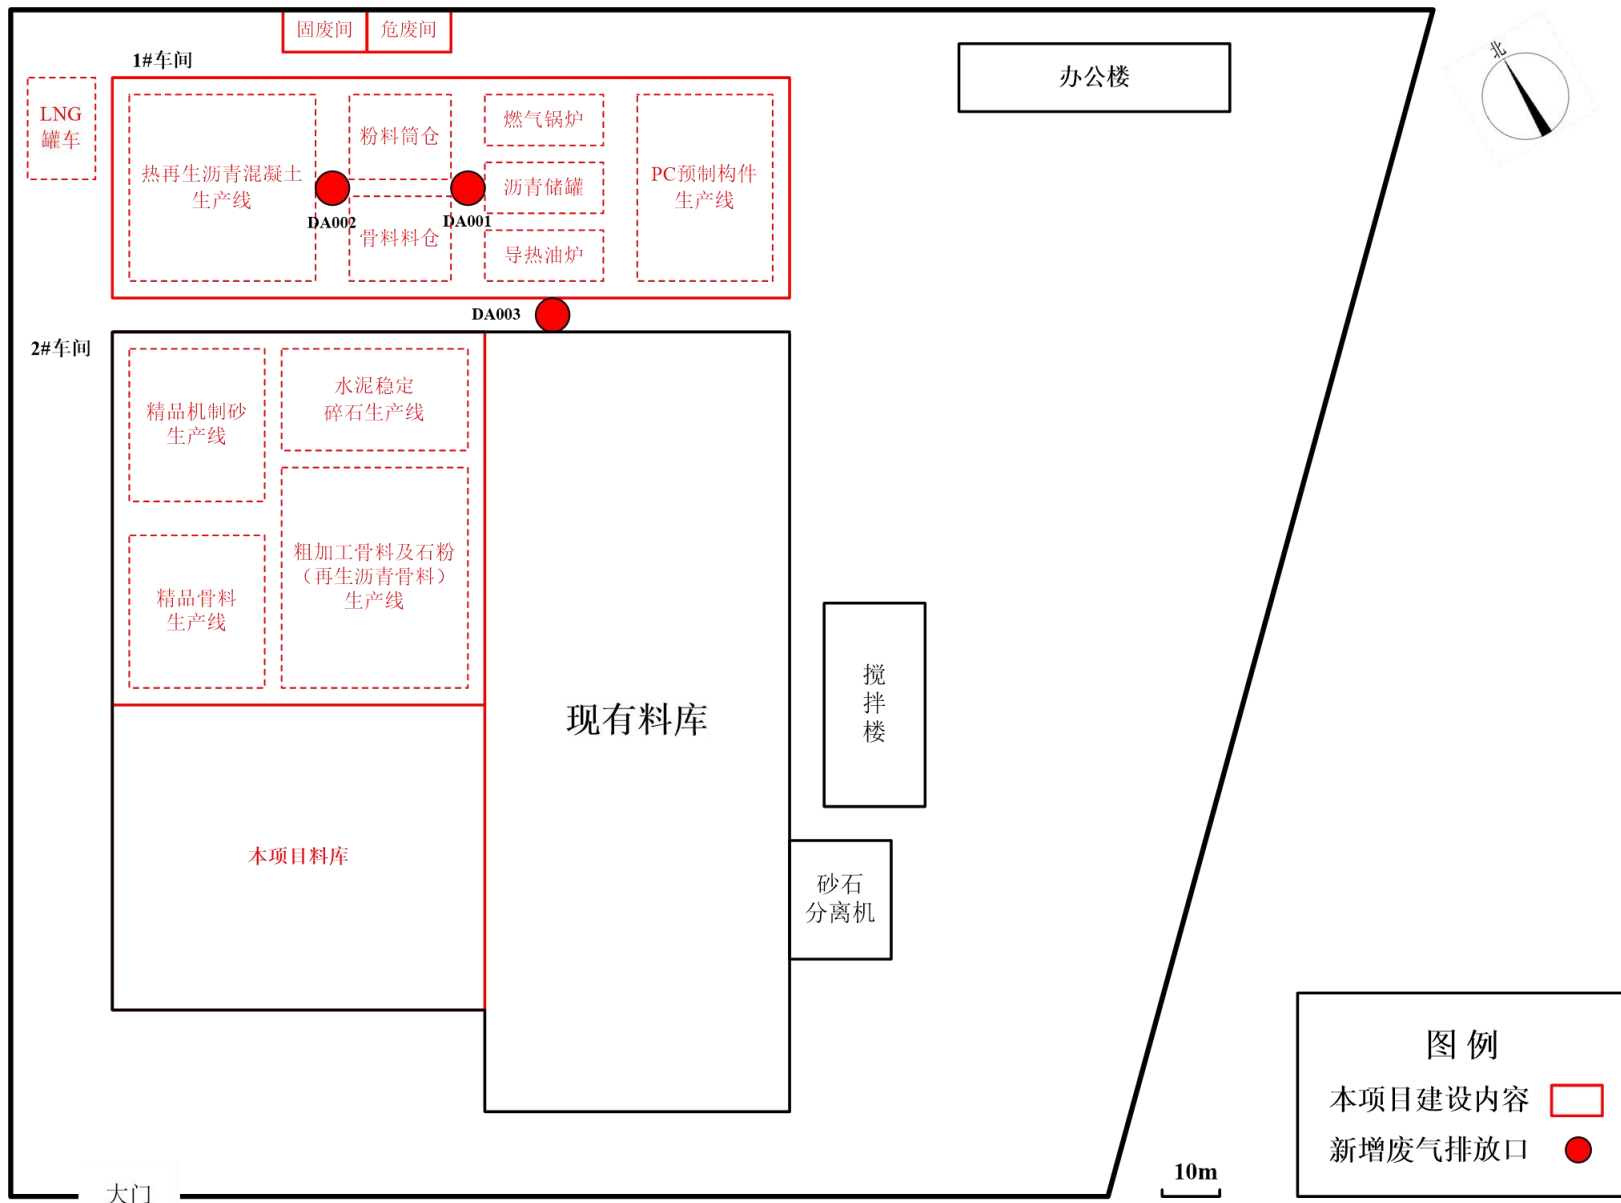 固废间
危废间
1#车间
办公楼
北
LNG
罐车
热再生沥青混凝土
生产线
粉料筒仓
骨料料仓
燃气锅炉
沥青储罐
导热油炉
PC预制构件
生产线
DA002
DA001
DA003
2#车间
精品机制砂
生产线
水泥稳定
碎石生产线
粗加工骨料及石粉
（再生沥青骨料）
生产线
精品骨料
生产线
现有料库
搅
拌
楼
本项目料库
砂石
分离机
图 例
本项目建设内容
新增废气排放口
10m
大门